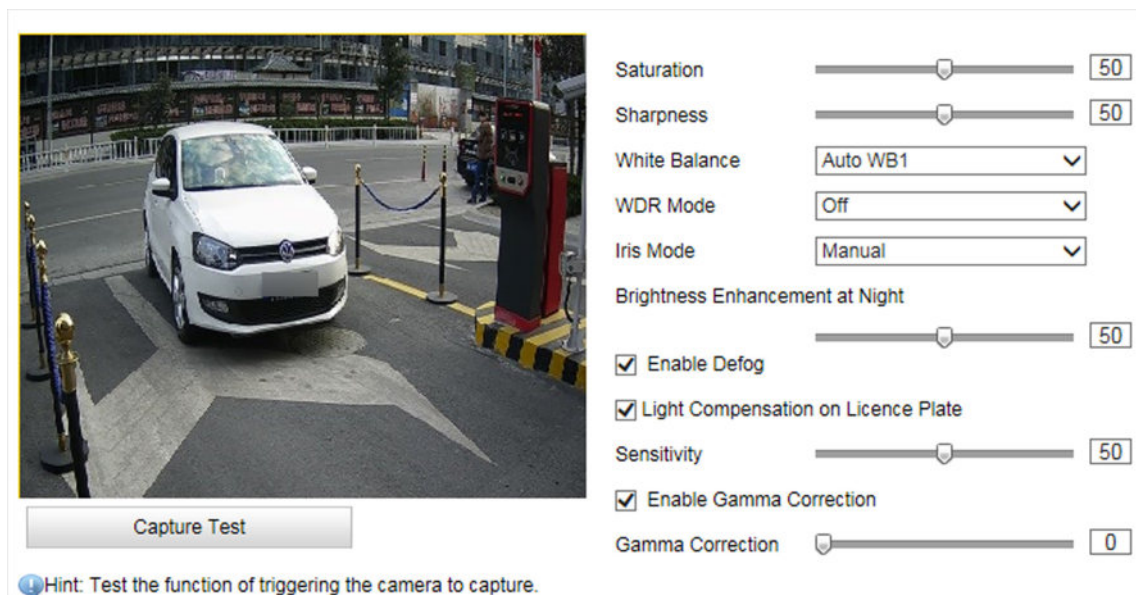 Saturation 50
Sharpness 50
White Balance Auto WB1
WDR Mode Off
Iris Mode Manual
Brightness Enhancement at Night
50
Enable Defog
Light Compensation on Licence Plate
Sensitivity 50
Enable Gamma Correction
Gamma Correction 0
Capture Test
Hint: Test the function of triggering the camera to capture.